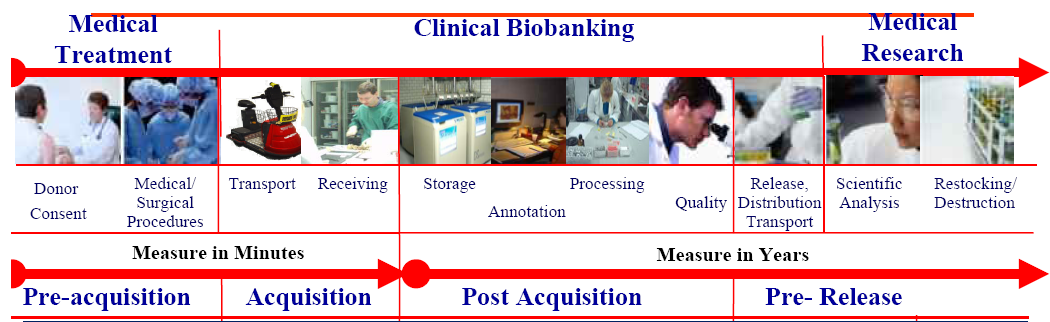 Medical
Treatment
Clinical Biobanking
Medical
Research
Donor
Consent
Medical/
Surgical
Procedures
Transport
Receiving
Storage
Annotation
Processing
Quality
Release,
Distribution
Transport
Scientific
Analysis
Restocking/
Destruction
Measure in Minutes
Measure in Years
Pre-acquisition
Acquisition
Post Acquisition
Pre- Release